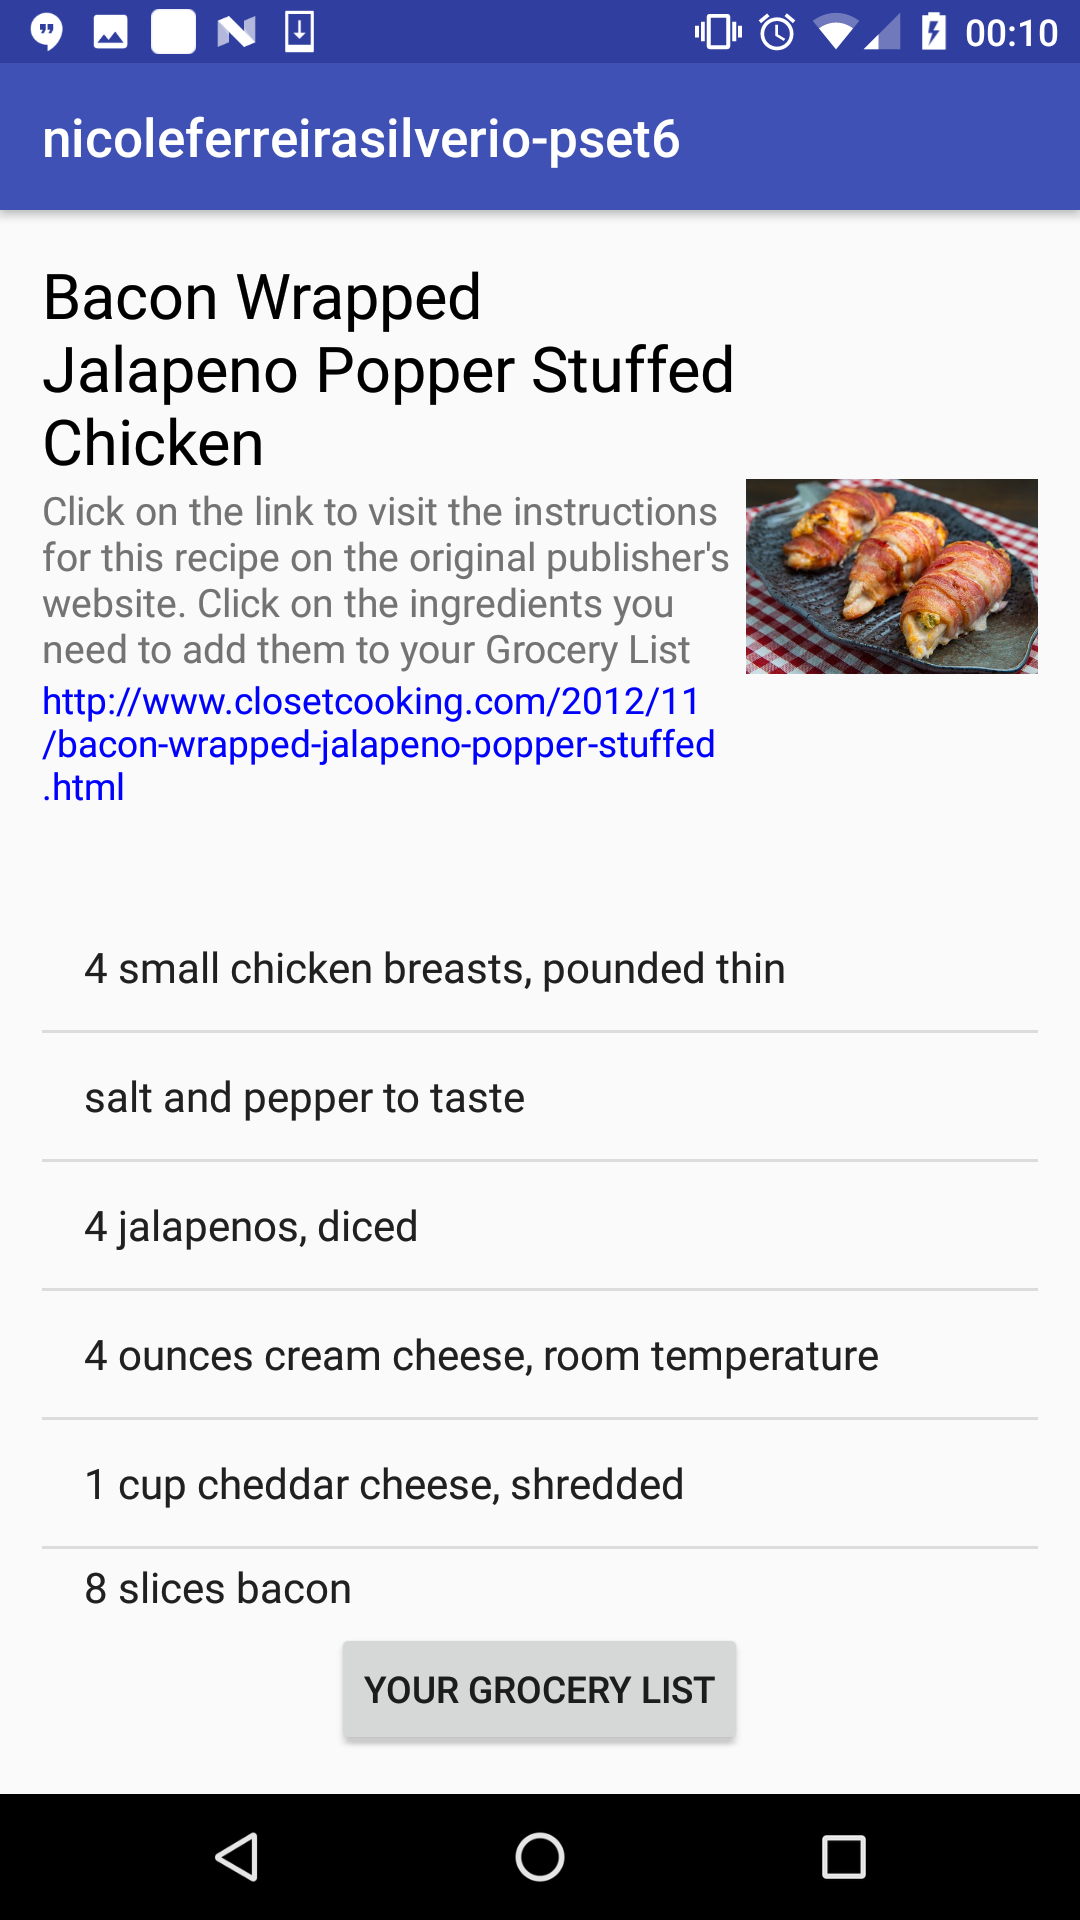 00:10
nicoleferreirasilverio-pset6
Bacon Wrapped
Jalapeno Popper Stuffed
Chicken
Click on the link to visit the instructions
for this recipe on the original publisher's
website. Click on the ingredients you
need to add them to your Grocery List
http://www.closetcooking.com/2012/11
/bacon-wrapped-jalapeno-popper-stuffed
.html
4 small chicken breasts, pounded thin
salt and pepper to taste
4 jalapenos, diced
4 ounces cream cheese, room temperature
1 cup cheddar cheese, shredded
8 slices bacon
YOUR GROCERY LIST